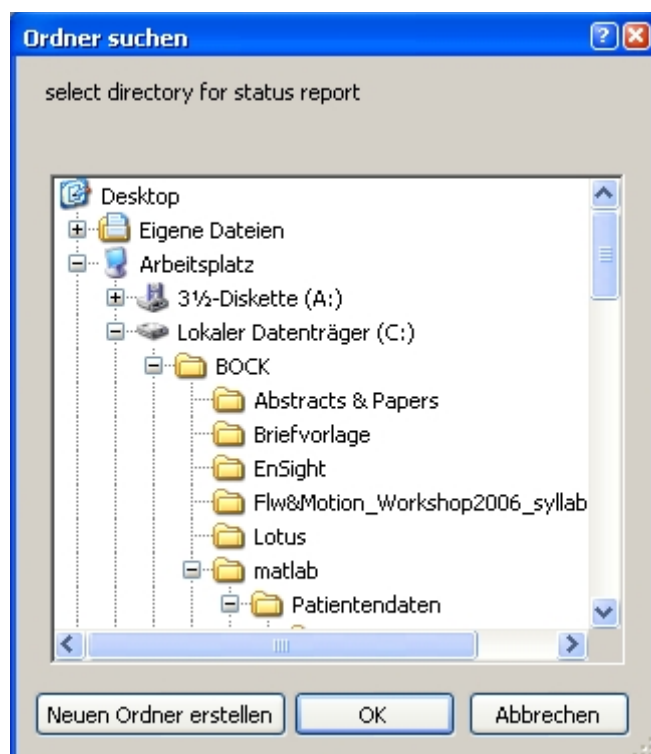 Ordner suchen
select directory for status report
Desktop
Eigene Dateien
Arbeitsplatz
3½-Diskette (A:)
Lokaler Datenträger (C:)
BOCK
Abstracts & Papers
Briefvorlage
EnSight
Flw&Motion_Workshop2006_syllab
Lotus
matlab
Patientendaten
Neuen Ordner erstellen OK Abbrechen